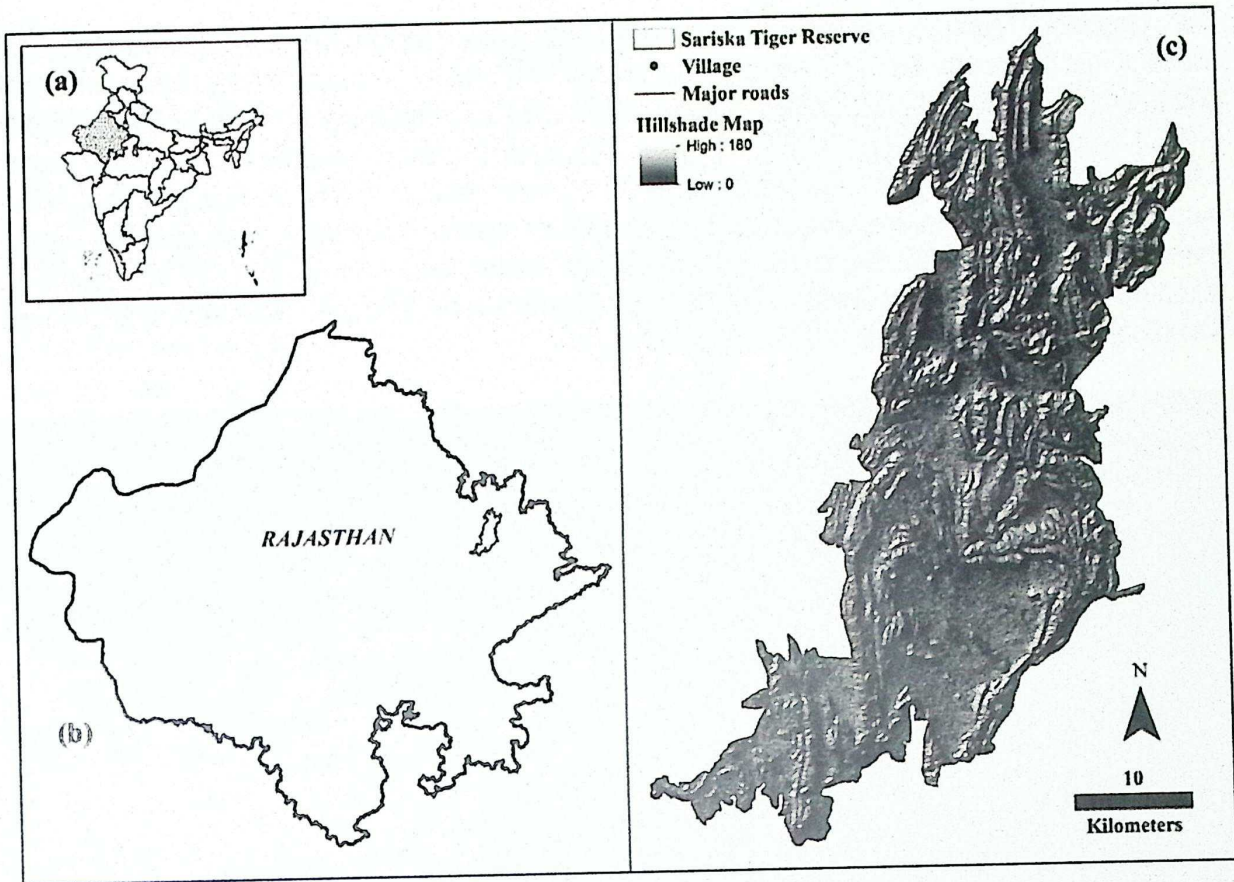 (a)
RAJASTHAN
(b)
Sariska Tiger Reserve
Village
Major roads
Hillshade Map
High : 180
Low : 0
(c)
N
10
Kilometers